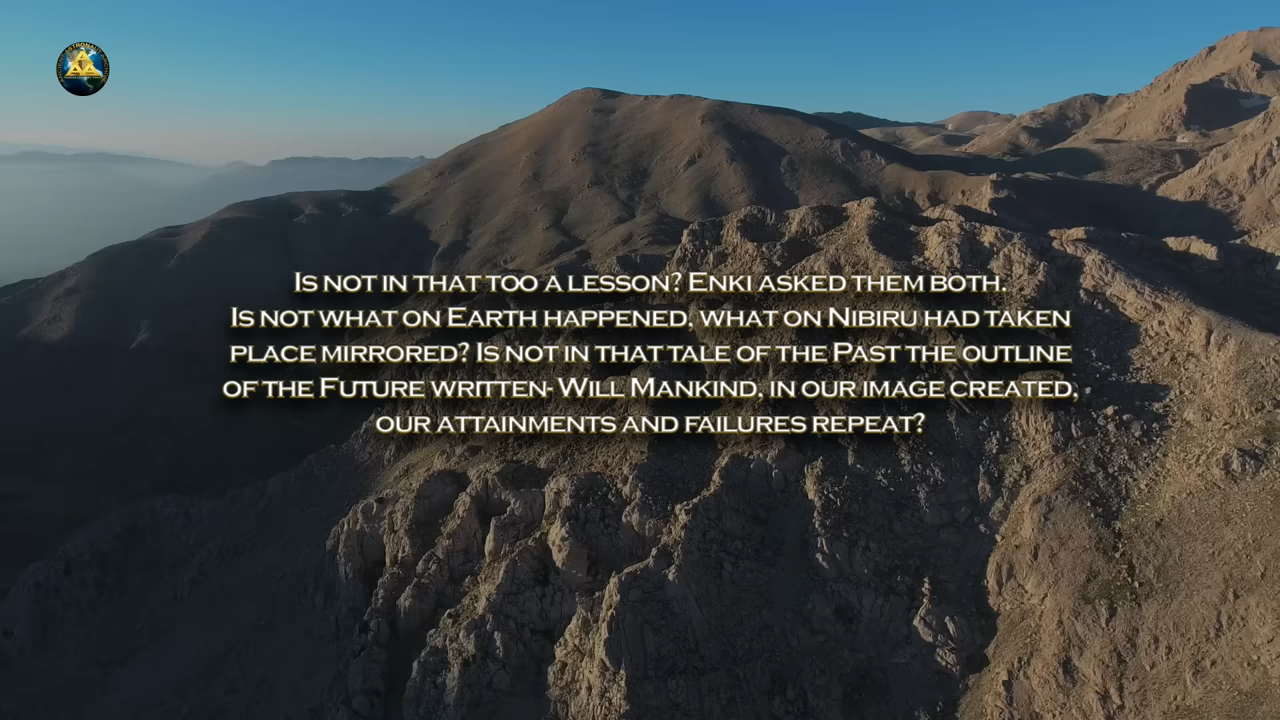 Is not in that too a lesson? Enki asked them both.
Is not what on Earth happened, what on Nibiru had taken
place mirrored? Is not in that tale of the Past the outline
of the Future written- Will Mankind, in our image created,
our attainments and failures repeat?